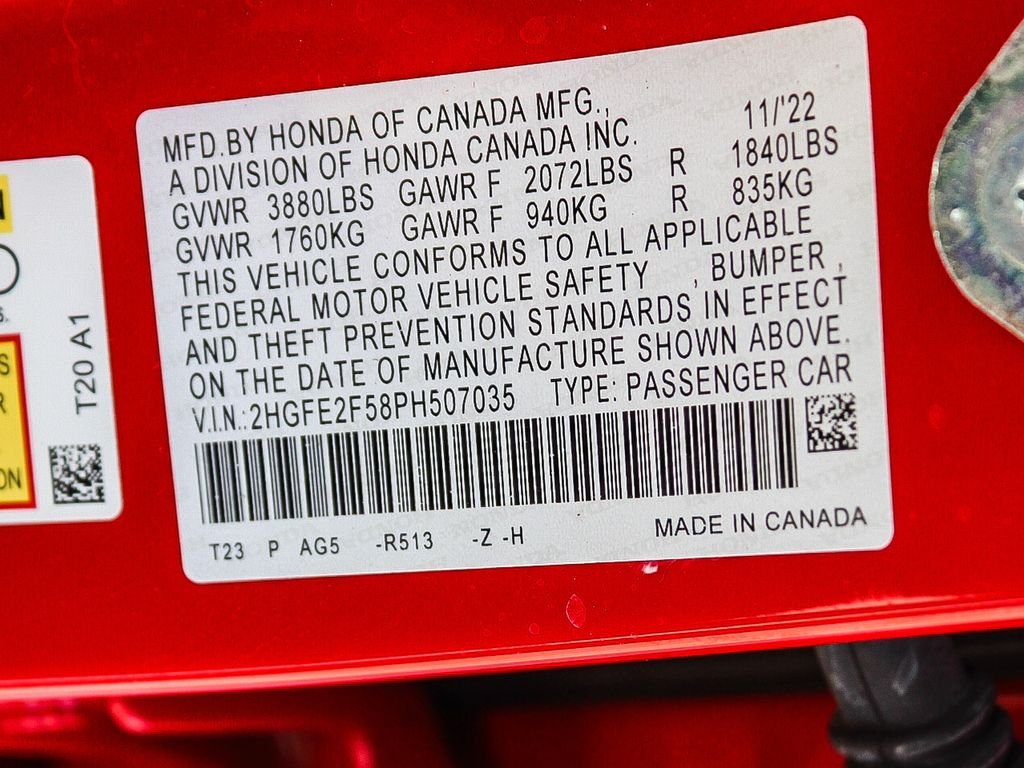 MFD.BY HONDA OF CANADA MFG., 11/'22
A DIVISION OF HONDA CANADA INC.
GVWR 3880LBS GAWR F 2072LBS R 1840LBS
GVWR 1760KG GAWR F 940KG R 835KG
THIS VEHICLE CONFORMS TO ALL APPLICABLE
FEDERAL MOTOR VEHICLE SAFETY , BUMPER ,
AND THEFT PREVENTION STANDARDS IN EFFECT
ON THE DATE OF MANUFACTURE SHOWN ABOVE.
V.I.N.:2HGFE2F58PH507035 TYPE: PASSENGER CAR
T23 P AG5 -R513 -Z -H MADE IN CANADA
T20 A1